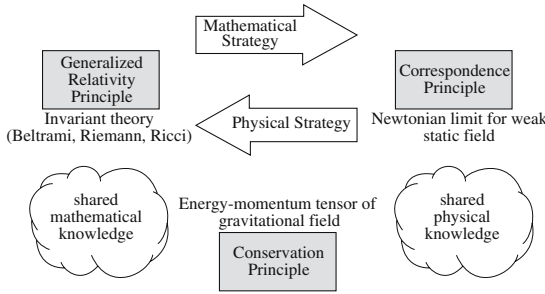 Mathematical
Strategy
Generalized
Relativity
Principle
Correspondence
Principle
Invariant theory
(Beltrami, Riemann, Ricci)
Physical Strategy
Newtonian limit for weak
static field
shared
mathematical
knowledge
Energy-momentum tensor of
gravitational field
shared
physical
knowledge
Conservation
Principle